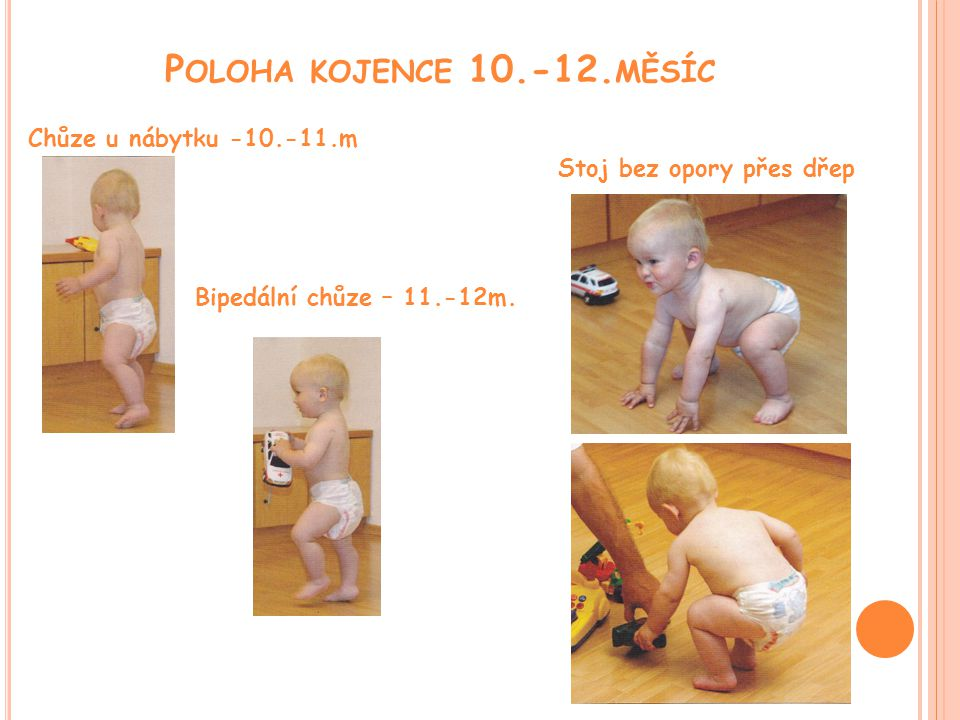 Poloha kojence 10.-12.měsíc
Chůze u nábytku -10.-11.m
Stoj bez opory přes dřep
Bipedální chůze – 11.-12m.